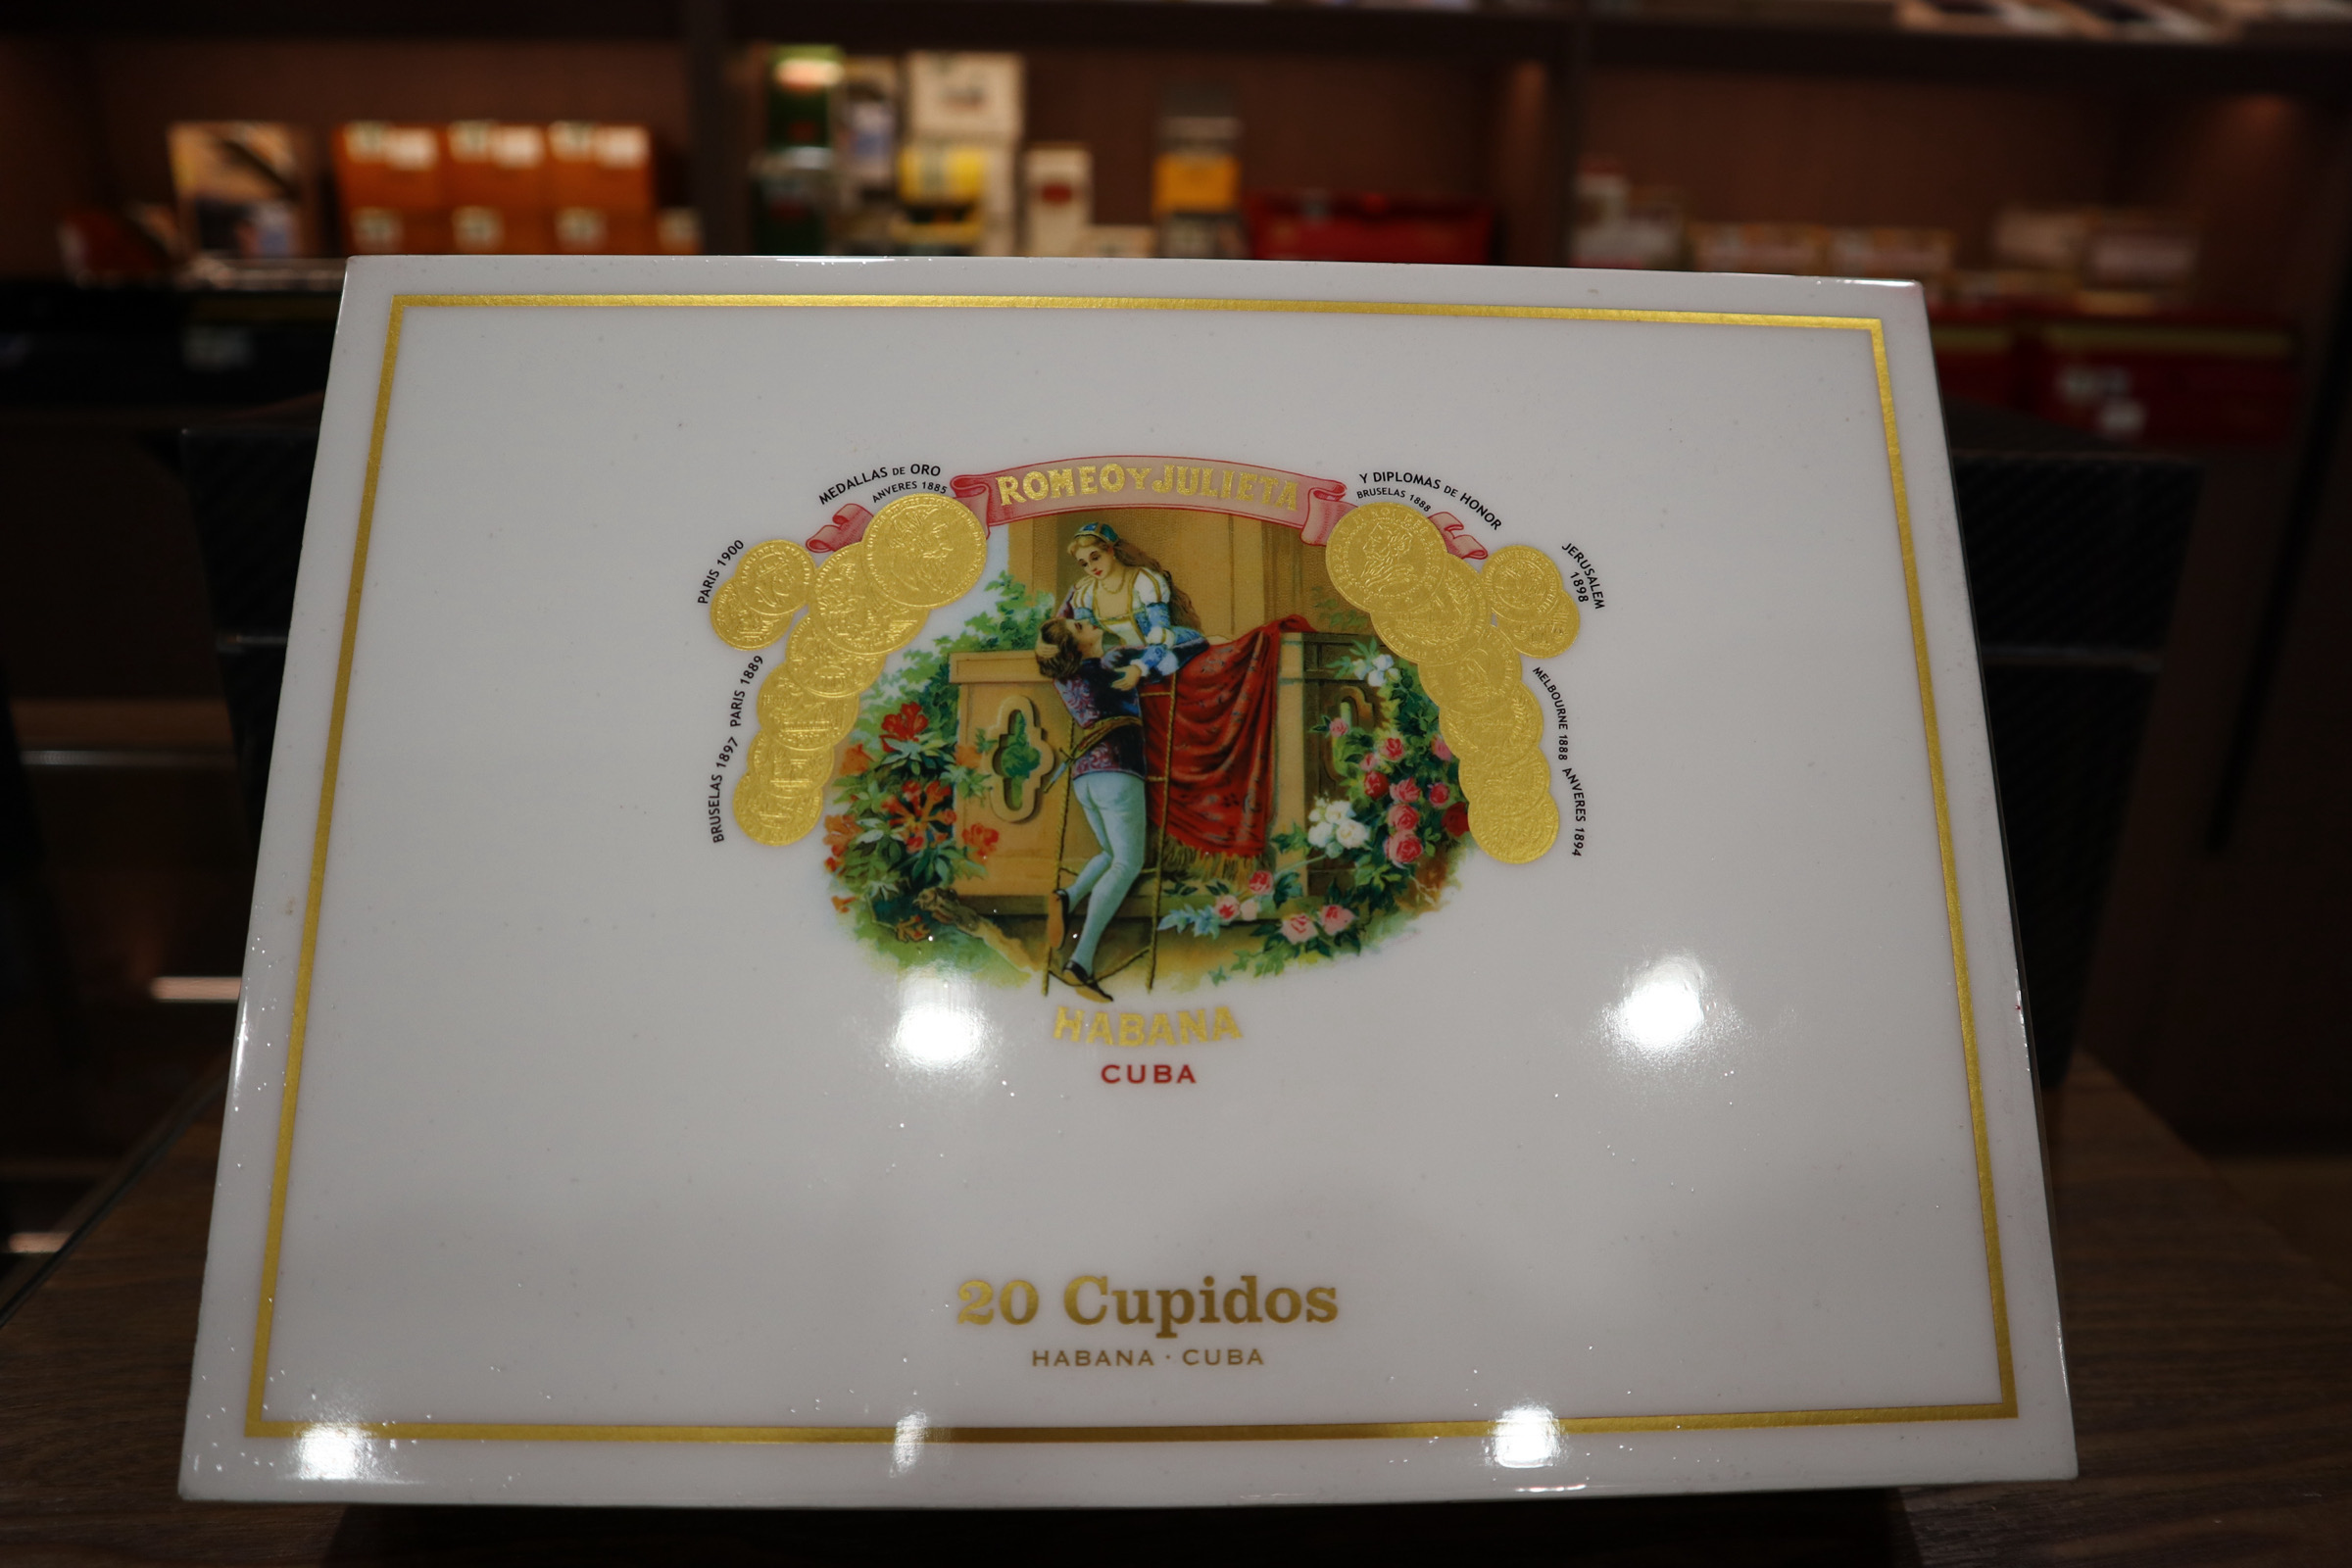 ROMEO Y JULIETA
MEDALLAS DE ORO
ANVERES 1885
Y DIPLOMAS DE HONOR
BRUSELAS 1888
PARIS 1900
JERUSALEM
1898
PARIS 1889
MELBOURNE 1888
BRUSELAS 1897
ANVERES 1894
HABANA
CUBA
20 Cupidos
HABANA · CUBA